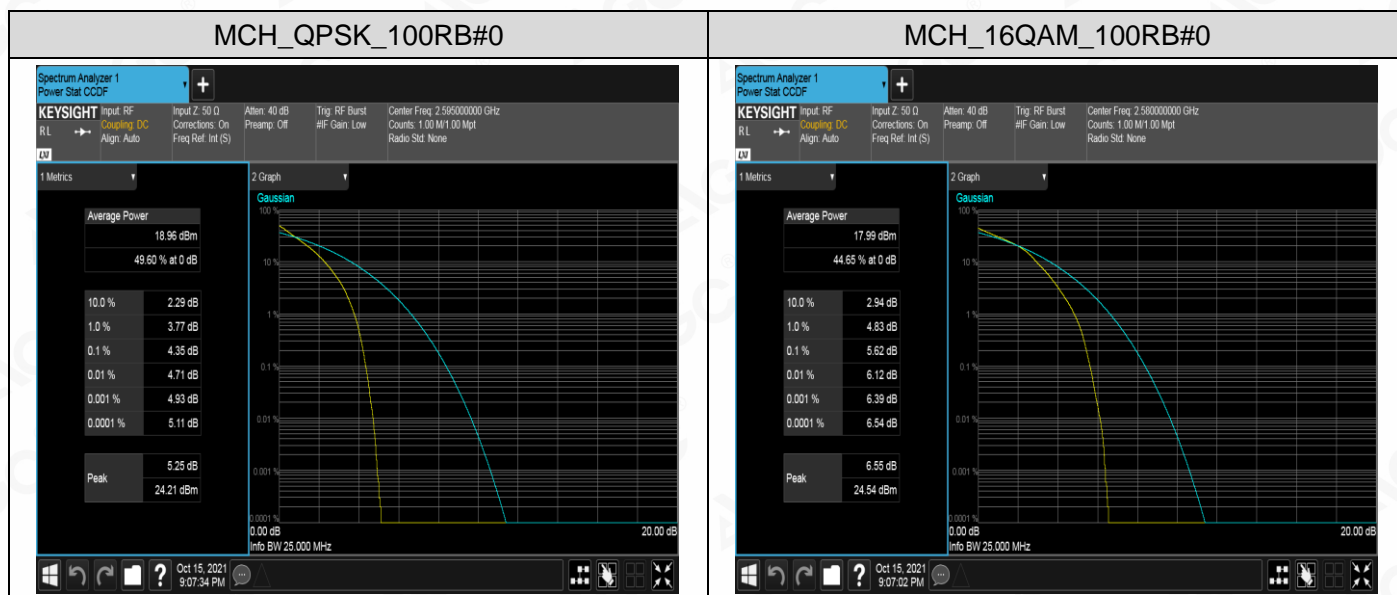 MCH_QPSK_100RB#0
Spectrum Analyzer 1
Power Stat CCDF
+
KEYSIGHT
RL
Input: RF
Coupling: DC
Align: Auto
Input Z: 50 Ω
Corrections: On
Freq Ref: Int (S)
Atten: 40 dB
Preamp: Off
Trig: RF Burst
#IF Gain: Low
Center Freq: 2.595000000 GHz
Counts: 1.00 M/1.00 Mpt
Radio Std: None
1 Metrics
Average Power
18.96 dBm
49.60 % at 0 dB
10.0 % 2.29 dB
1.0 % 3.77 dB
0.1 % 4.35 dB
0.01 % 4.71 dB
0.001 % 4.93 dB
0.0001 % 5.11 dB
Peak
5.25 dB
24.21 dBm
2 Graph
Gaussian
100 %
10 %
1 %
0.1 %
0.01 %
0.001 %
0.0001 %
0.00 dB 20.00 dB
Info BW 25.000 MHz
?
Oct 15, 2021
9:07:34 PM
MCH_16QAM_100RB#0
Spectrum Analyzer 1
Power Stat CCDF
+
KEYSIGHT
RL
Input: RF
Coupling: DC
Align: Auto
Input Z: 50 Ω
Corrections: On
Freq Ref: Int (S)
Atten: 40 dB
Preamp: Off
Trig: RF Burst
#IF Gain: Low
Center Freq: 2.580000000 GHz
Counts: 1.00 M/1.00 Mpt
Radio Std: None
1 Metrics
Average Power
17.99 dBm
44.65 % at 0 dB
10.0 % 2.94 dB
1.0 % 4.83 dB
0.1 % 5.62 dB
0.01 % 6.12 dB
0.001 % 6.39 dB
0.0001 % 6.54 dB
Peak
6.55 dB
24.54 dBm
2 Graph
Gaussian
100 %
10 %
1 %
0.1 %
0.01 %
0.001 %
0.0001 %
0.00 dB 20.00 dB
Info BW 25.000 MHz
?
Oct 15, 2021
9:07:02 PM